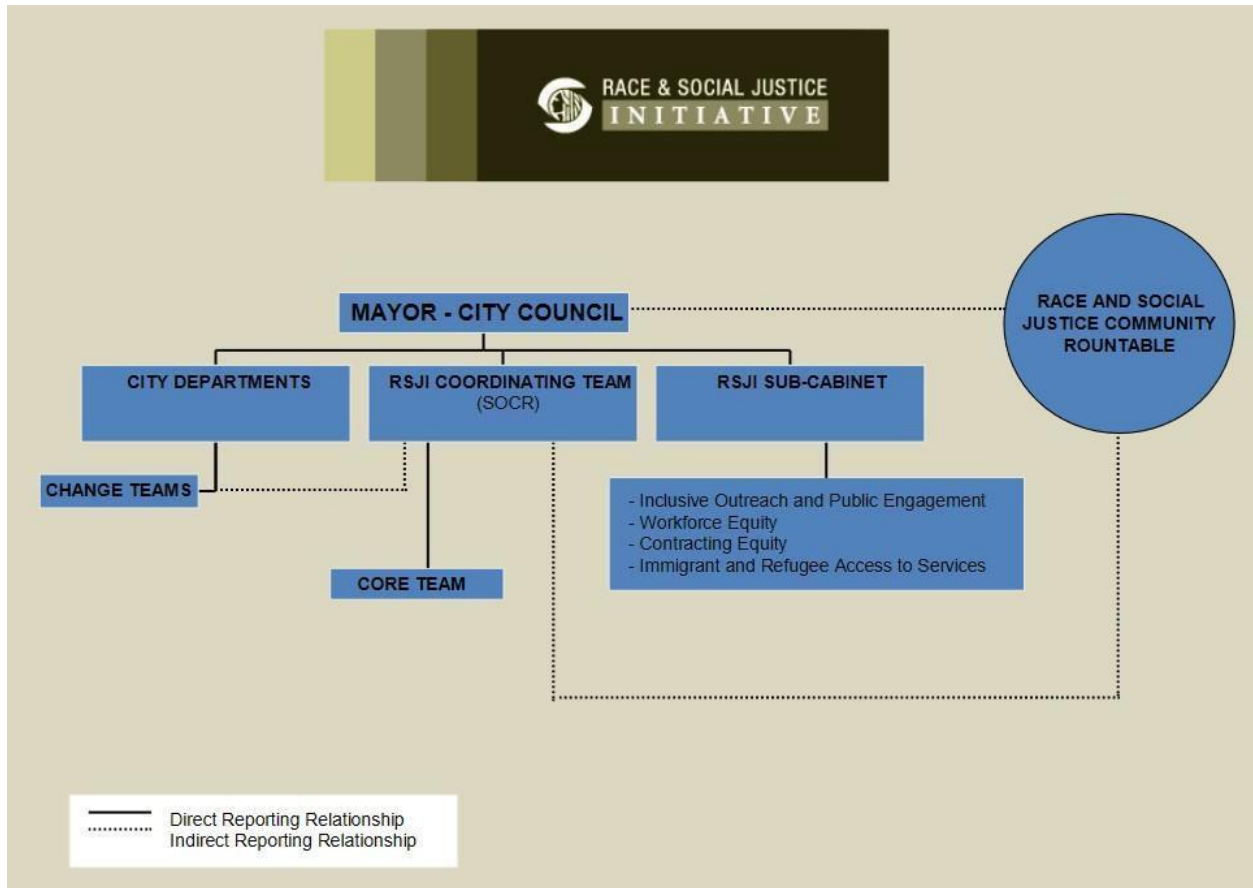 RACE & SOCIAL JUSTICE
INITIATIVE
MAYOR - CITY COUNCIL
RACE AND SOCIAL
JUSTICE COMMUNITY
ROUNTABLE
CITY DEPARTMENTS
RSJI COORDINATING TEAM
(SOCR)
RSJI SUB-CABINET
CHANGE TEAMS
- Inclusive Outreach and Public Engagement
- Workforce Equity
- Contracting Equity
- Immigrant and Refugee Access to Services
CORE TEAM
Direct Reporting Relationship
Indirect Reporting Relationship